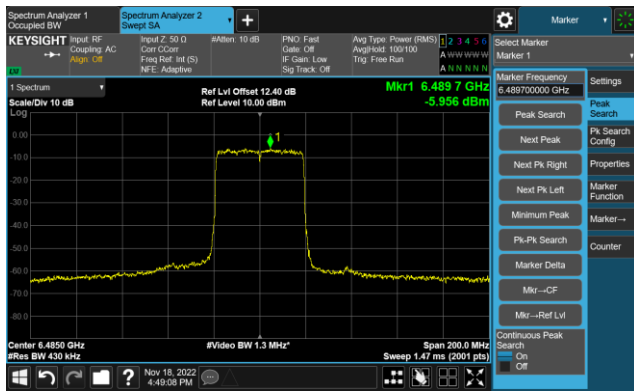 Spectrum Analyzer 1
Occupied BW
Spectrum Analyzer 2
Swept SA
Marker
KEYSIGHT
Input: RF
Coupling: AC
Align: Off
Input Z: 50 Ω
Corr CCorr
Freq Ref: Int (S)
NFE: Adaptive
#Atten: 10 dB
PNO: Fast
Gate: Off
IF Gain: Low
Sig Track: Off
Avg Type: Power (RMS)
Avg|Hold: 100/100
Trig: Free Run
1 2 3 4 5 6
A WW WW W
A N N N N N
Select Marker
Marker 1
1 Spectrum
Scale/Div 10 dB
Log
Ref Lvl Offset 12.40 dB
Ref Level 10.00 dBm
Mkr1 6.489 7 GHz
-5.956 dBm
1
0.00
-10.0
-20.0
-30.0
-40.0
-50.0
-60.0
-70.0
-80.0
Center 6.4850 GHz
#Res BW 430 kHz
#Video BW 1.3 MHz*
Span 200.0 MHz
Sweep 1.47 ms (2001 pts)
Marker Frequency
6.489700000 GHz
Peak Search
Next Peak
Next Pk Right
Next Pk Left
Minimum Peak
Pk-Pk Search
Marker Delta
Mkr→CF
Mkr→Ref Lvl
Continuous Peak
Search
On
Off
Settings
Peak
Search
Pk Search
Config
Properties
Marker
Function
Marker→
Counter
?
Nov 18, 2022
4:49:08 PM